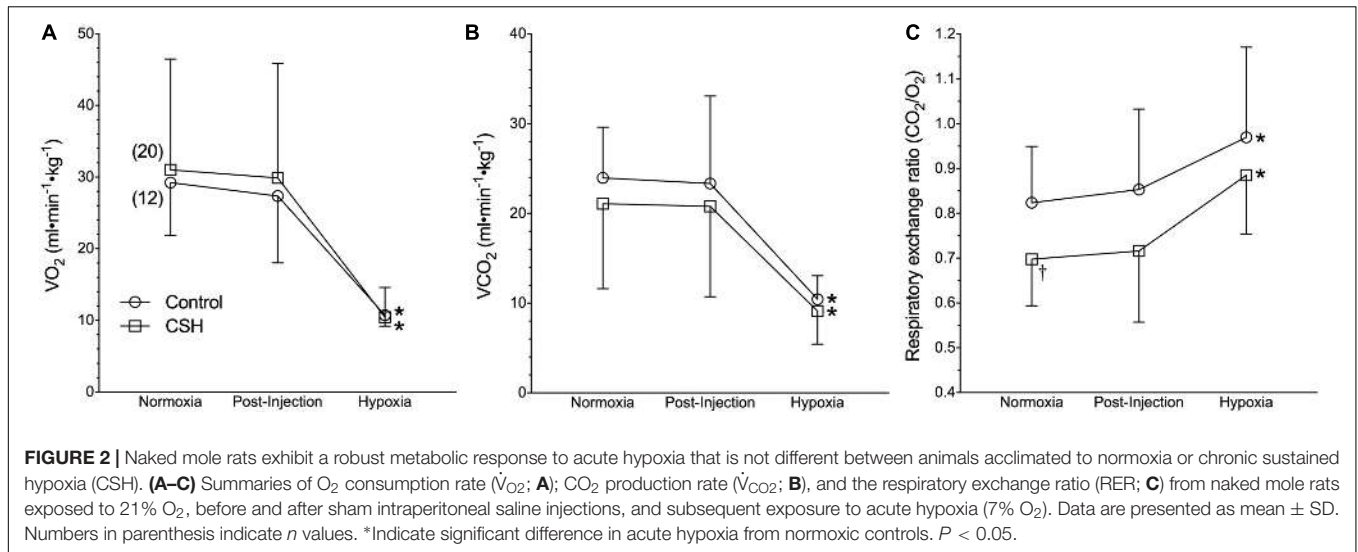 A
VO2 (ml•min-1•kg-1)
50
40
30
20
10
0
(20)
(12)
Control
CSH
*
*
Normoxia Post-Injection Hypoxia
B
VCO2 (ml•min-1•kg-1)
40
30
20
10
0
*
*
Normoxia Post-Injection Hypoxia
C
Respiratory exchange ratio (CO2/O2)
1.2
1.1
1.0
0.9
0.8
0.7
0.6
0.5
0.4
*
*
†
Normoxia Post-Injection Hypoxia
FIGURE 2 | Naked mole rats exhibit a robust metabolic response to acute hypoxia that is not different between animals acclimated to normoxia or chronic sustained
hypoxia (CSH). (A–C) Summaries of O2 consumption rate (V̇O2; A); CO2 production rate (V̇CO2; B), and the respiratory exchange ratio (RER; C) from naked mole rats
exposed to 21% O2, before and after sham intraperitoneal saline injections, and subsequent exposure to acute hypoxia (7% O2). Data are presented as mean ± SD.
Numbers in parenthesis indicate n values. *Indicate significant difference in acute hypoxia from normoxic controls. P < 0.05.